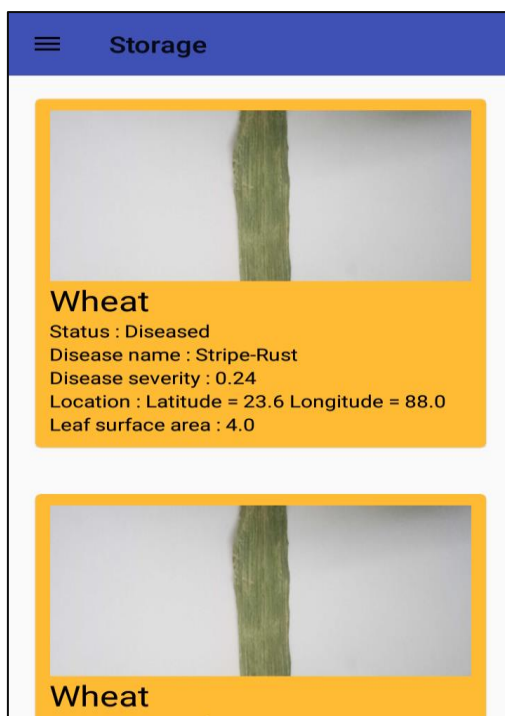 Storage
Wheat
Status : Diseased
Disease name : Stripe-Rust
Disease severity : 0.24
Location : Latitude = 23.6 Longitude = 88.0
Leaf surface area : 4.0
Wheat